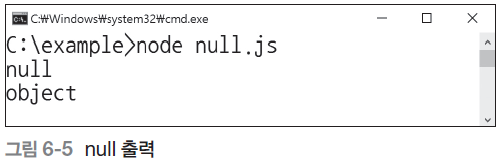 C:₩Windows₩system32₩cmd.exe
C:\example>node null.js
null
object
그림 6-5 null 출력